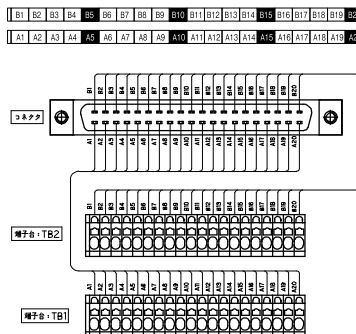 B1 B2 B3 B4 B5 B6 B7 B8 B9 B10 B11 B12 B13 B14 B15 B16 B17 B18 B19
A1 A2 A3 A4 A5 A6 A7 A8 A9 A10 A11 A12 A13 A14 A15 A16 A17 A18 A19
B1 B2 B3 B4 B5 B6 B7 B8 B9 B10 B11 B12 B13 B14 B15 B16 B17 B18 B19 B20
コネクタ
A1 A2 A3 A4 A5 A6 A7 A8 A9 A10 A11 A12 A13 A14 A15 A16 A17 A18 A19 A20
B1 B2 B3 B4 B5 B6 B7 B8 B9 B10 B11 B12 B13 B14 B15 B16 B17 B18 B19 B20
端子台:TB2
A1 A2 A3 A4 A5 A6 A7 A8 A9 A10 A11 A12 A13 A14 A15 A16 A17 A18 A19 A20
端子台:TB1